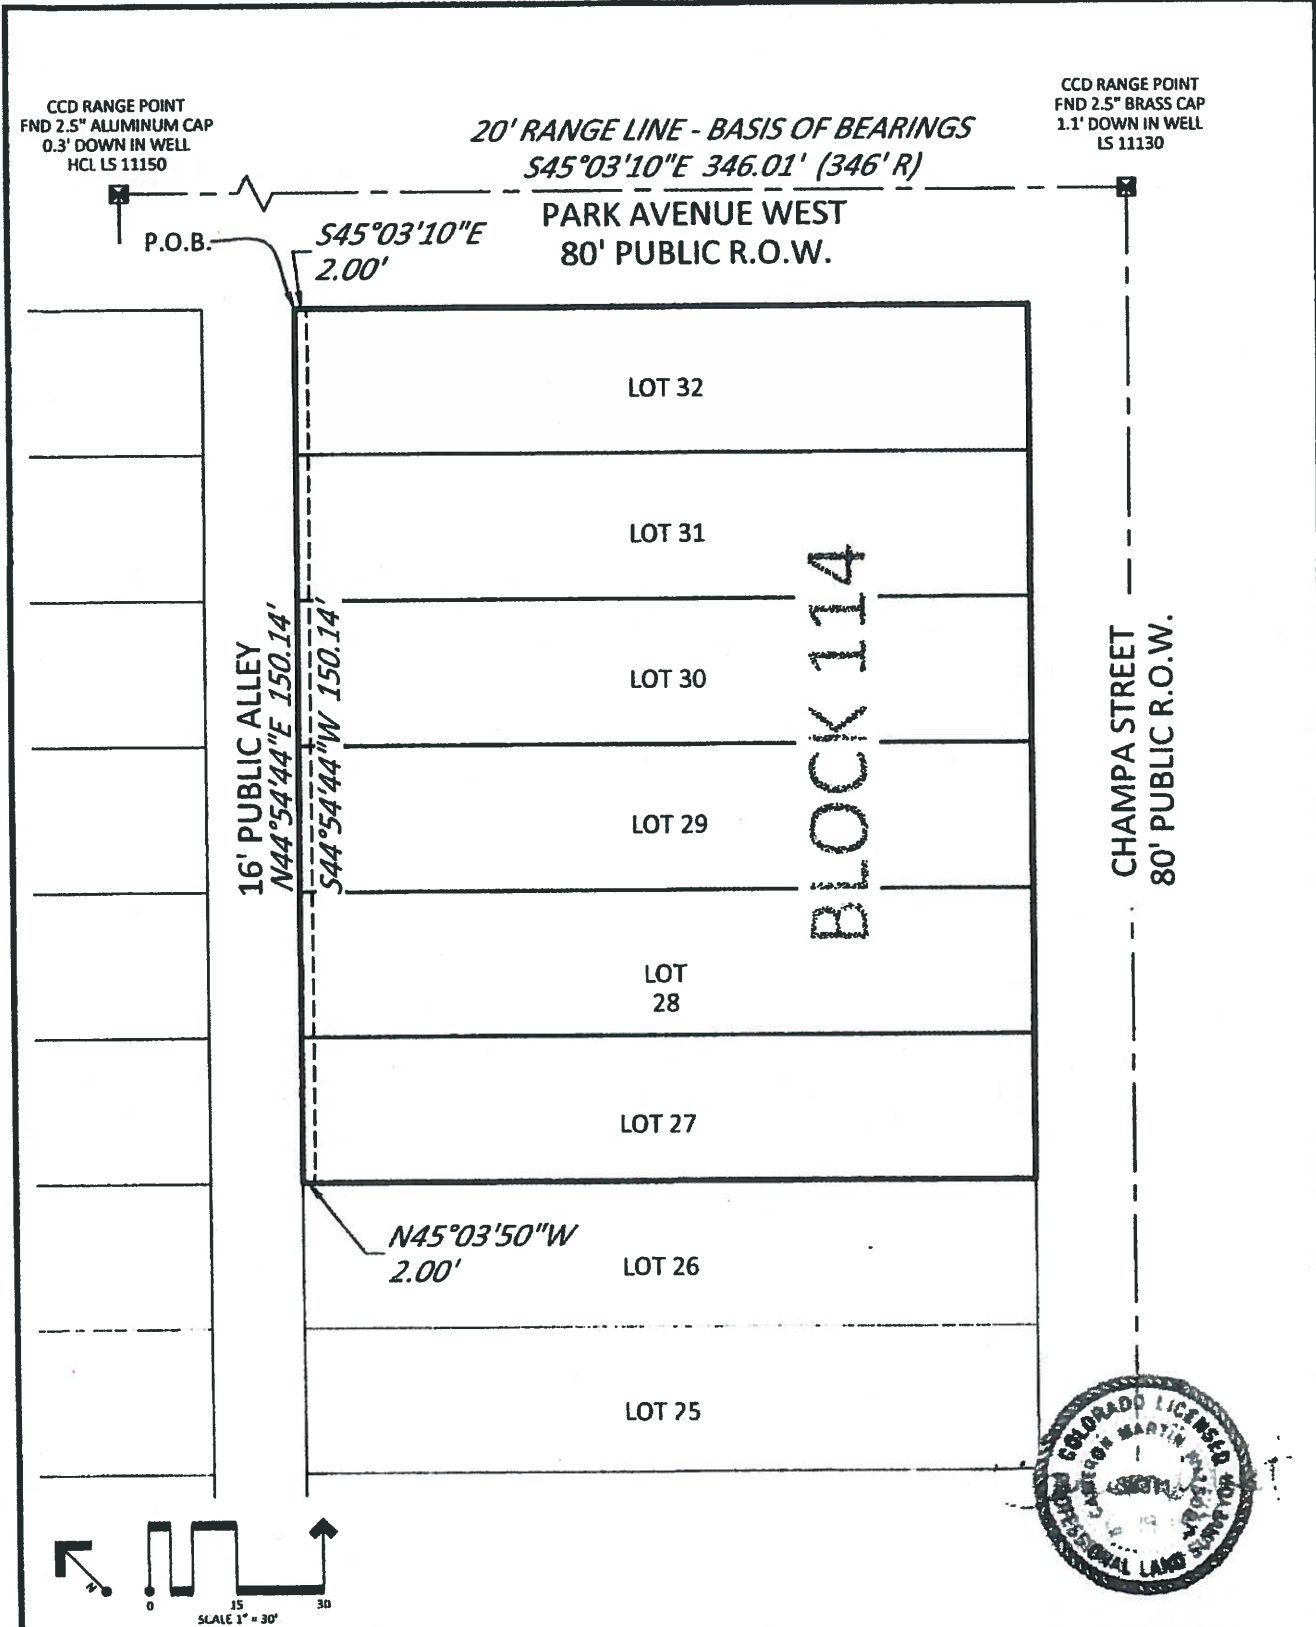 CCD RANGE POINT
FND 2.5" ALUMINUM CAP
0.3' DOWN IN WELL
HCL LS 11150
CCD RANGE POINT
FND 2.5" BRASS CAP
1.1' DOWN IN WELL
LS 11130
20' RANGE LINE - BASIS OF BEARINGS
S45°03'10"E 346.01' (346' R)
PARK AVENUE WEST
80' PUBLIC R.O.W.
P.O.B.
S45°03'10"E
2.00'
LOT 32
LOT 31
LOT 30
LOT 29
LOT
28
LOT 27
LOT 26
LOT 25
BLOCK 114
16' PUBLIC ALLEY
N44°54'44"E 150.14'
S44°54'44"W 150.14'
CHAMPA STREET
80' PUBLIC R.O.W.
N45°03'50"W
2.00'
COLORADO LICENSED
PROFESSIONAL LAND SURVEYOR
CAMERON MARTIN
N
0 15 30
SCALE 1" = 30'